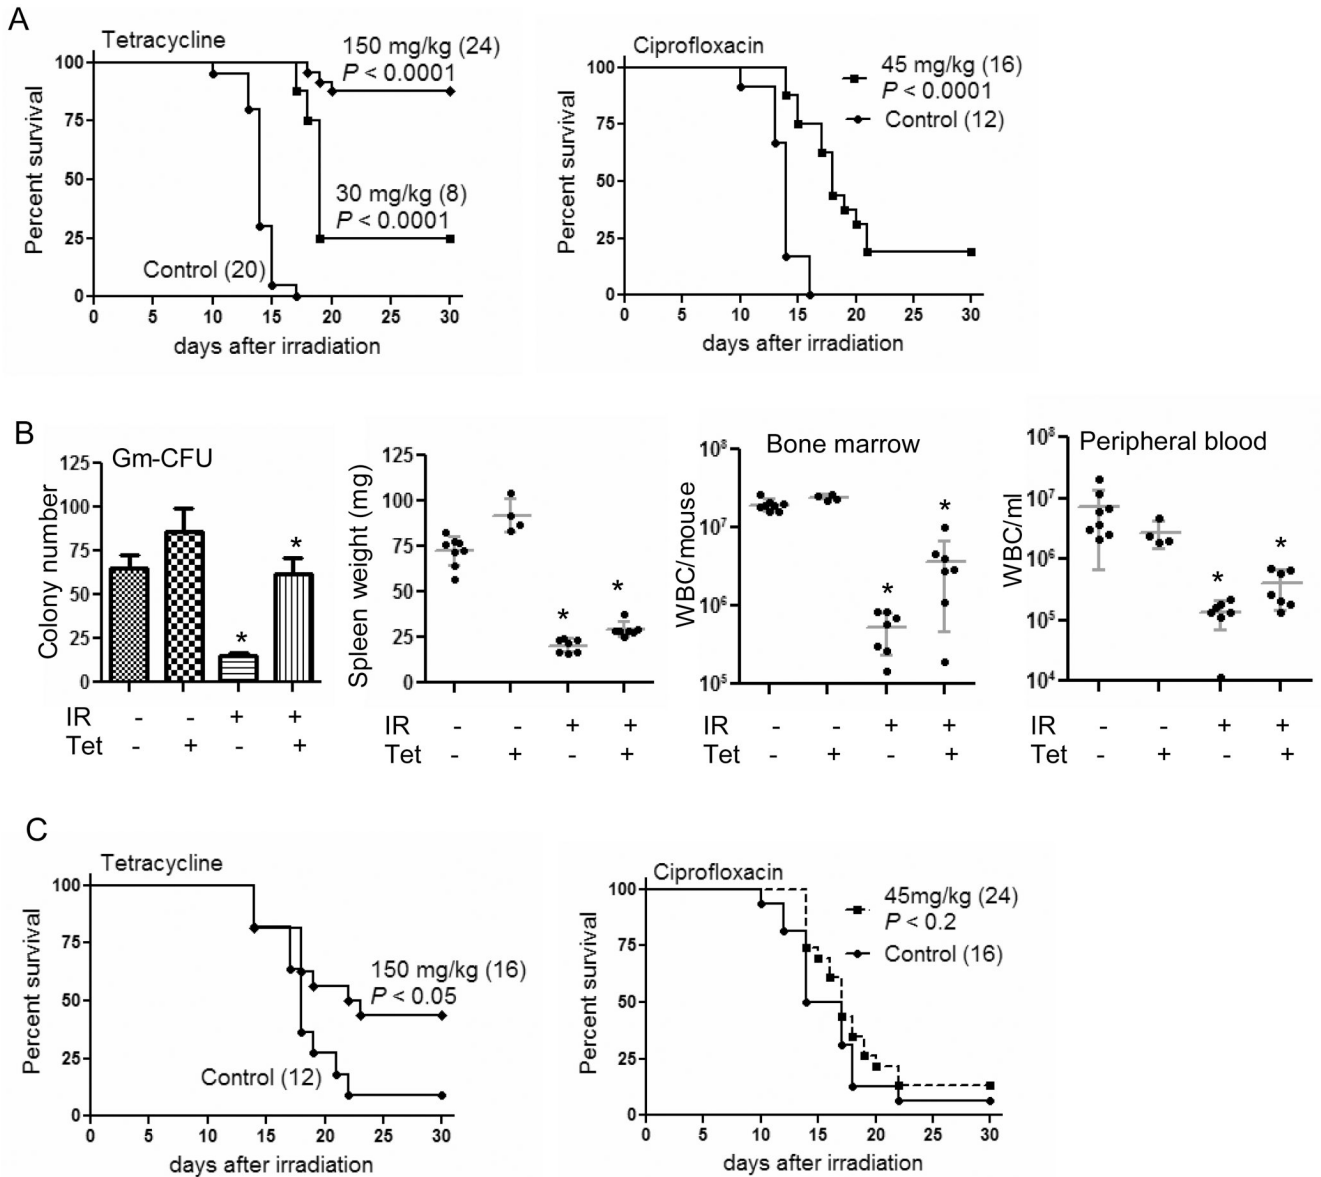 A
Tetracycline
150 mg/kg (24)
P < 0.0001
30 mg/kg (8)
P < 0.0001
Control (20)
Percent survival
100
75
50
25
0
0 5 10 15 20 25 30
days after irradiation
Ciprofloxacin
45 mg/kg (16)
P < 0.0001
Control (12)
Percent survival
100
75
50
25
0
0 5 10 15 20 25 30
days after irradiation
B
Gm-CFU
Colony number
125
100
75
50
25
0
* *
IR - - + +
Tet - + - +
Spleen weight (mg)
125
100
75
50
25
0
* *
IR - - + +
Tet - + - +
Bone marrow
WBC/mouse
10⁸
10⁷
10⁶
10⁵
* *
IR - - + +
Tet - + - +
Peripheral blood
WBC/ml
10⁸
10⁷
10⁶
10⁵
10⁴
* *
IR - - + +
Tet - + - +
C
Tetracycline
150 mg/kg (16)
P < 0.05
Control (12)
Percent survival
100
75
50
25
0
0 5 10 15 20 25 30
days after irradiation
Ciprofloxacin
45mg/kg (24)
P < 0.2
Control (16)
Percent survival
100
75
50
25
0
0 5 10 15 20 25 30
days after irradiation